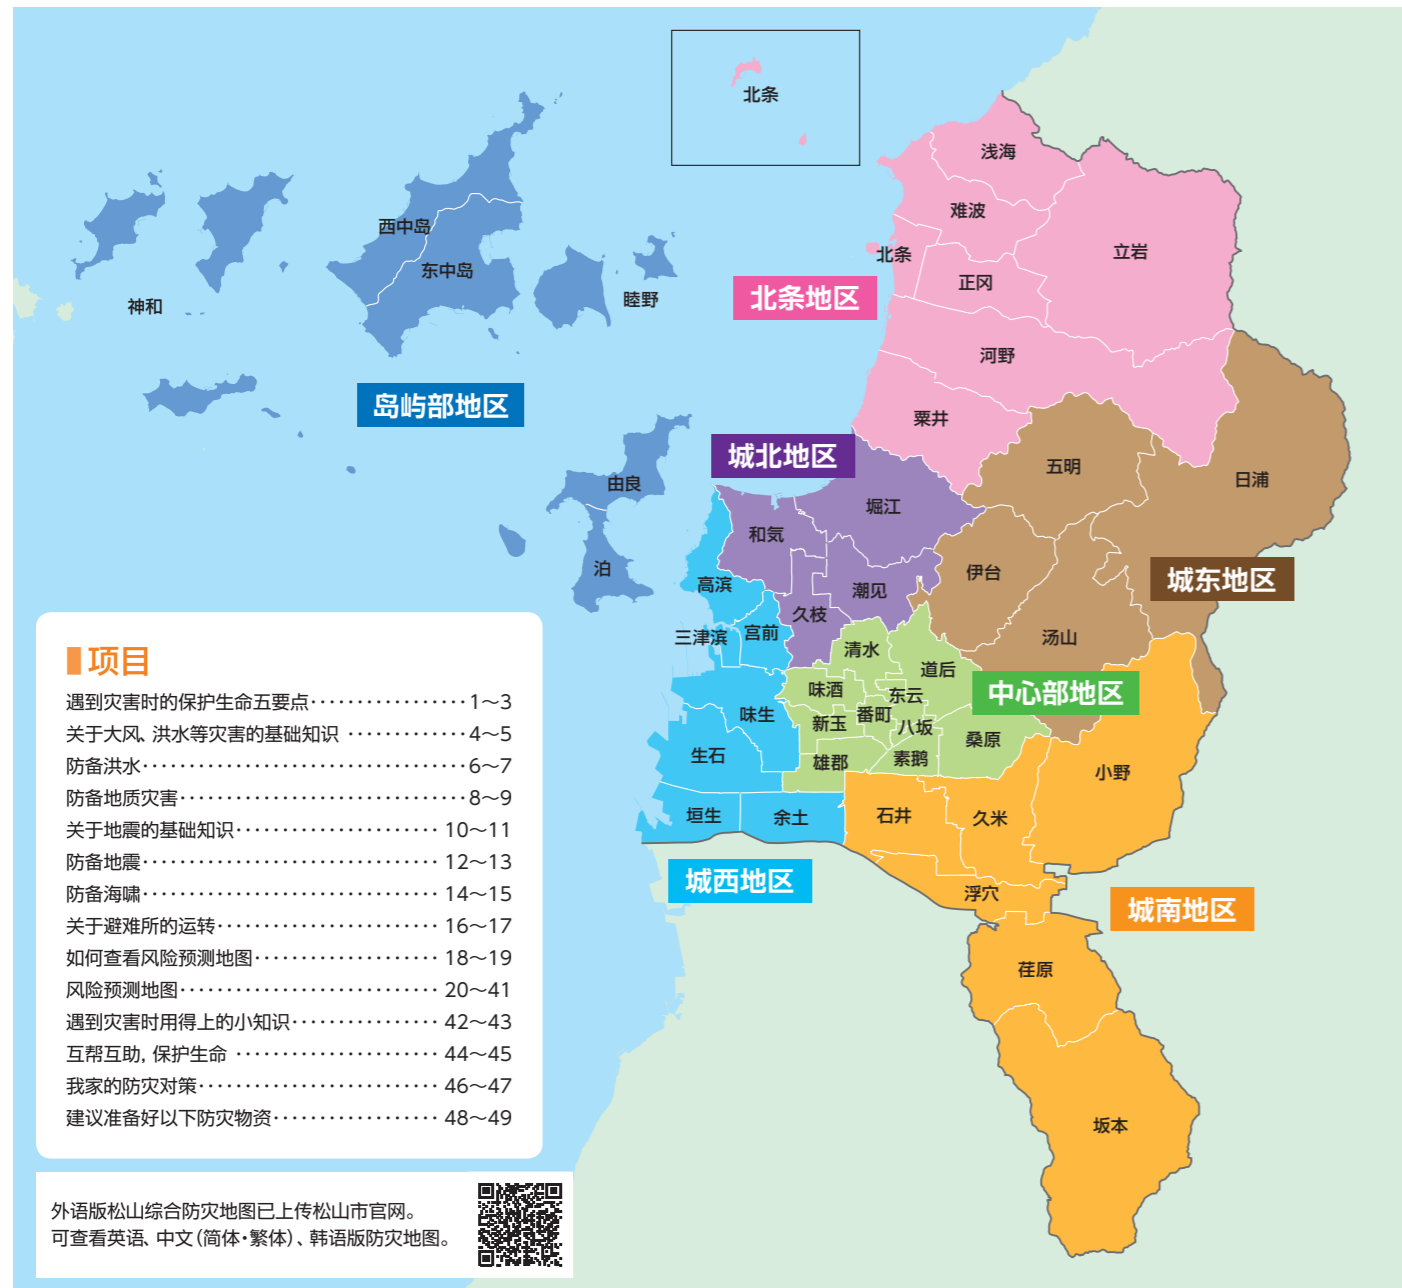 北条
浅海
难波
北条
立岩
正冈
北条地区
河野
粟井
西中岛
东中岛
神和
睦野
岛屿部地区
由良
泊
城北地区
堀江
和気
潮见
久枝
五明
日浦
伊台
汤山
城东地区
高滨
三津滨
宫前
味生
生石
垣生
余土
城西地区
清水
道后
味酒
东云
新玉
番町
八坂
雄郡
素鹅
桑原
中心部地区
小野
石井
久米
浮穴
城南地区
荏原
坂本
项目
遇到灾害时的保护生命五要点·················1～3
关于大风、洪水等灾害的基础知识 ·············4～5
防备洪水···································6～7
防备地质灾害·······························8～9
关于地震的基础知识······················ 10～11
防备地震································ 12～13
防备海啸································ 14～15
关于避难所的运转························ 16～17
如何查看风险预测地图···················· 18～19
风险预测地图···························· 20～41
遇到灾害时用得上的小知识················ 42～43
互帮互助, 保护生命 ······················ 44～45
我家的防灾对策·························· 46～47
建议准备好以下防灾物资·················· 48～49
外语版松山综合防灾地图已上传松山市官网。
可查看英语、中文(简体·繁体)、韩语版防灾地图。